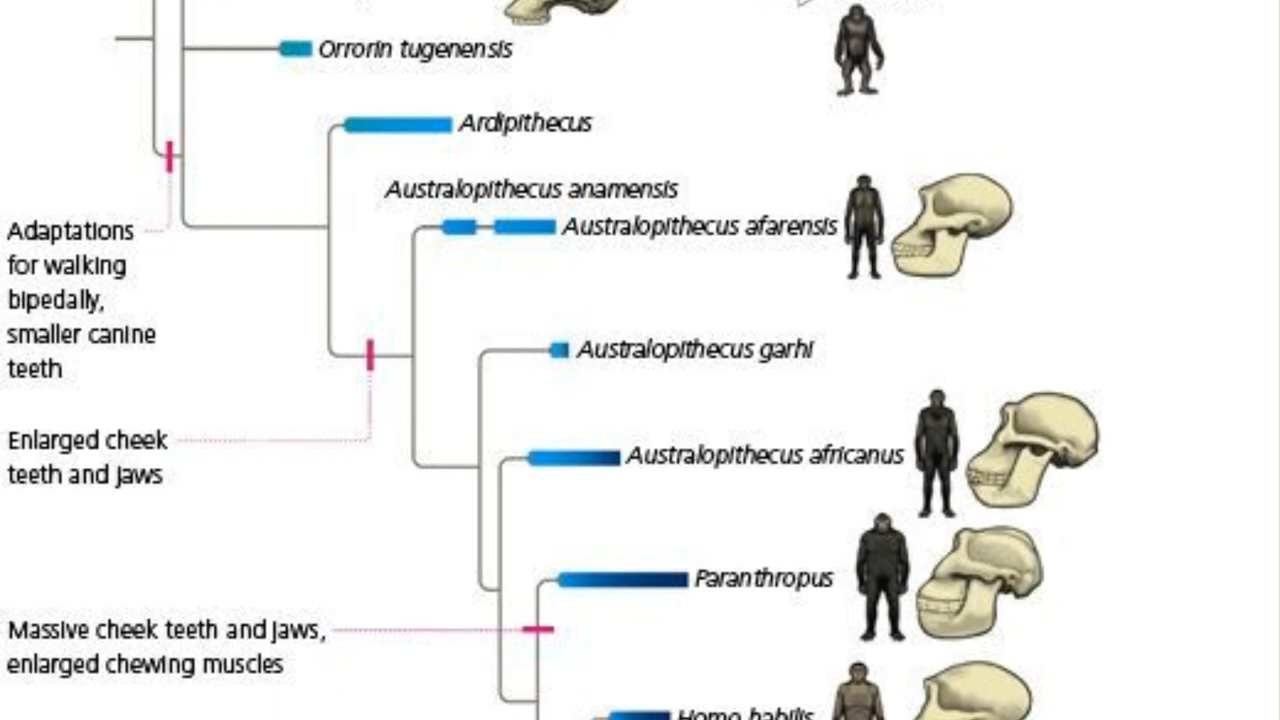 Orrorin tugenensis
Ardipithecus
Australopithecus anamensis
Australopithecus afarensis
Adaptations
for walking
bipedally,
smaller canine
teeth
Australopithecus garhi
Enlarged cheek
teeth and jaws
Australopithecus africanus
Paranthropus
Massive cheek teeth and jaws,
enlarged chewing muscles
Homo habilis